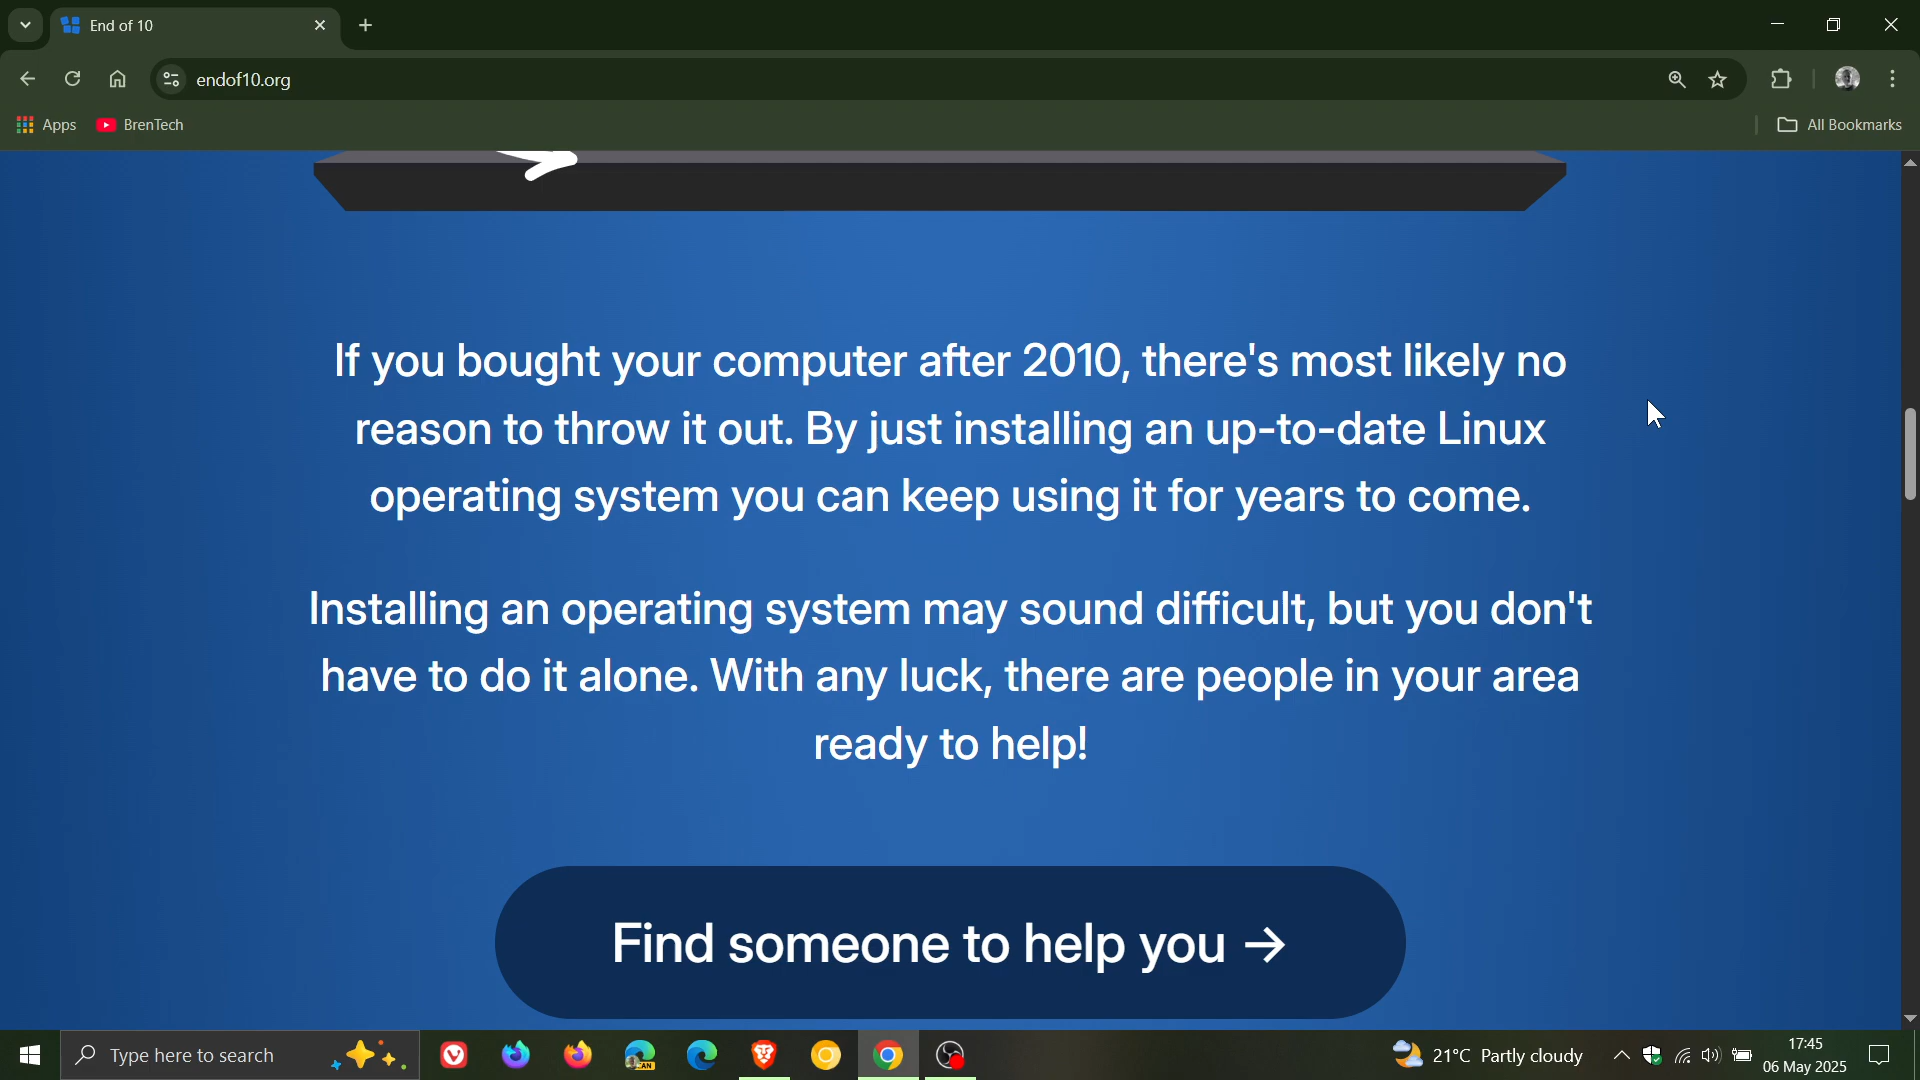 End of 10
endof10.org
Apps
BrenTech
All Bookmarks
If you bought your computer after 2010, there's most likely no
reason to throw it out. By just installing an up-to-date Linux
operating system you can keep using it for years to come.
Installing an operating system may sound difficult, but you don't
have to do it alone. With any luck, there are people in your area
ready to help!
Find someone to help you →
Type here to search
CAN
21°C Partly cloudy
17:45
06 May 2025